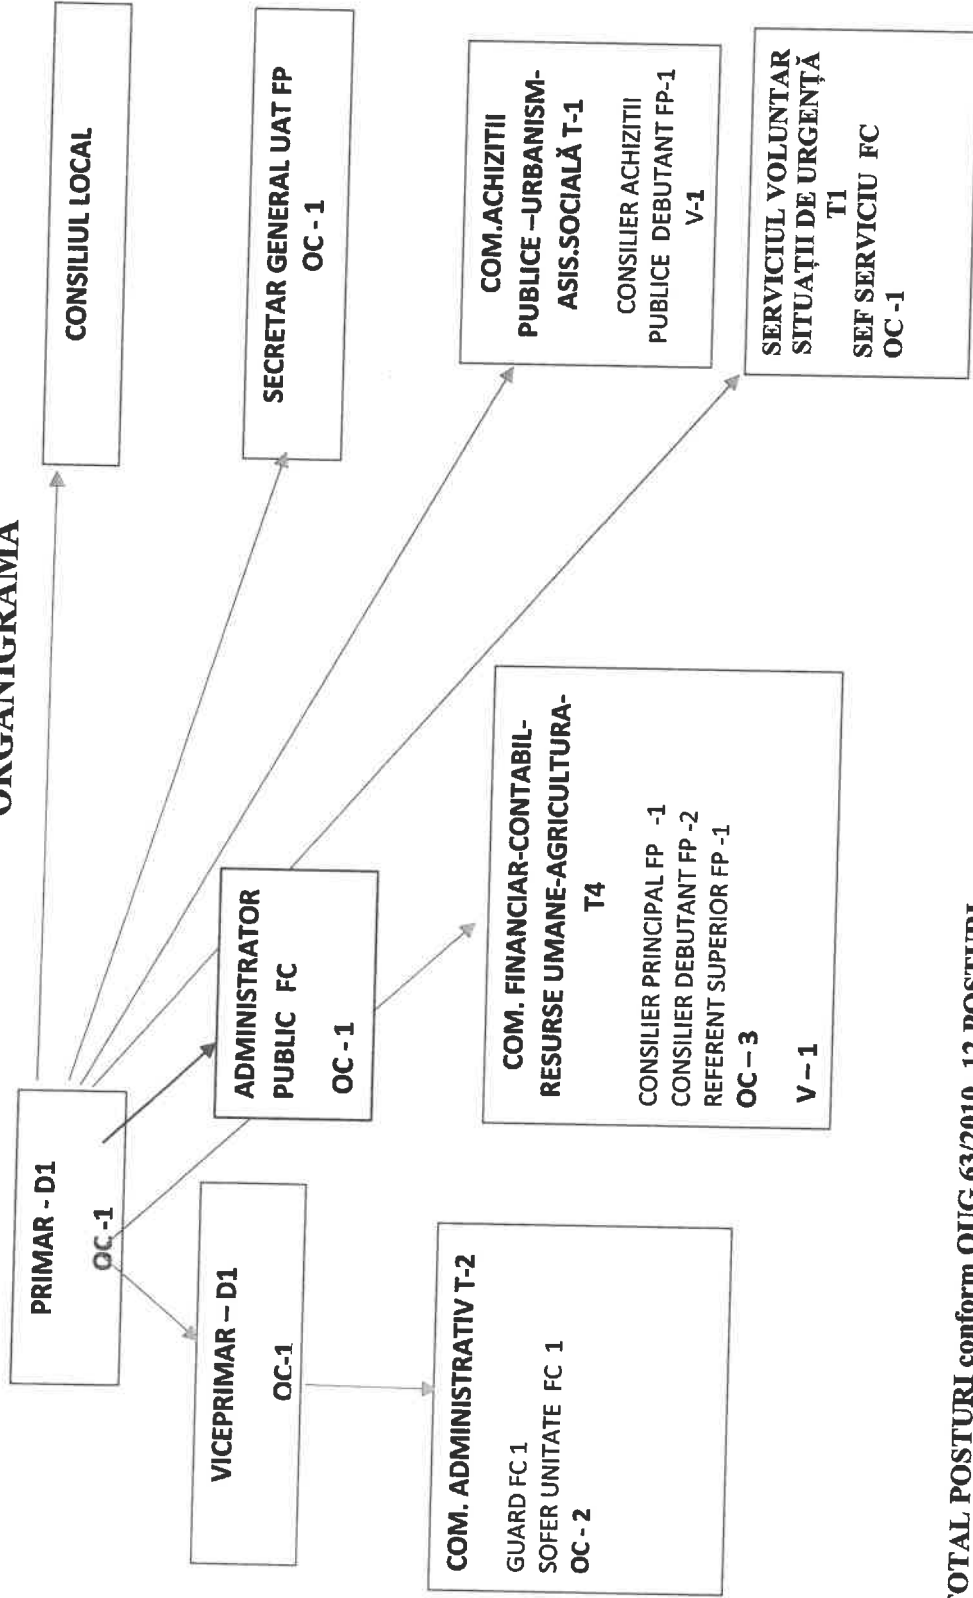 ORGANIGRAMA
PRIMAR - D1
OC -1
CONSILIUL LOCAL
VICEPRIMAR – D1
OC-1
ADMINISTRATOR
PUBLIC FC
OC -1
SECRETAR GENERAL UAT FP
OC - 1
COM. ADMINISTRATIV T-2
GUARD FC 1
SOFER UNITATE FC 1
OC - 2
COM. FINANCIAR-CONTABIL-
RESURSE UMANE-AGRICULTURA-
T4
CONSILIER PRINCIPAL FP -1
CONSILIER DEBUTANT FP -2
REFERENT SUPERIOR FP -1
OC – 3
V – 1
COM.ACHIZITII
PUBLICE –URBANISM-
ASIS.SOCIALĂ T-1
CONSILIER ACHIZITII
PUBLICE DEBUTANT FP-1
V-1
SERVICIUL VOLUNTAR
SITUAȚII DE URGENȚĂ
T1
SEF SERVICIU FC
OC -1
TOTAL POSTURI conform OUG 63/2010 12 POSTURI